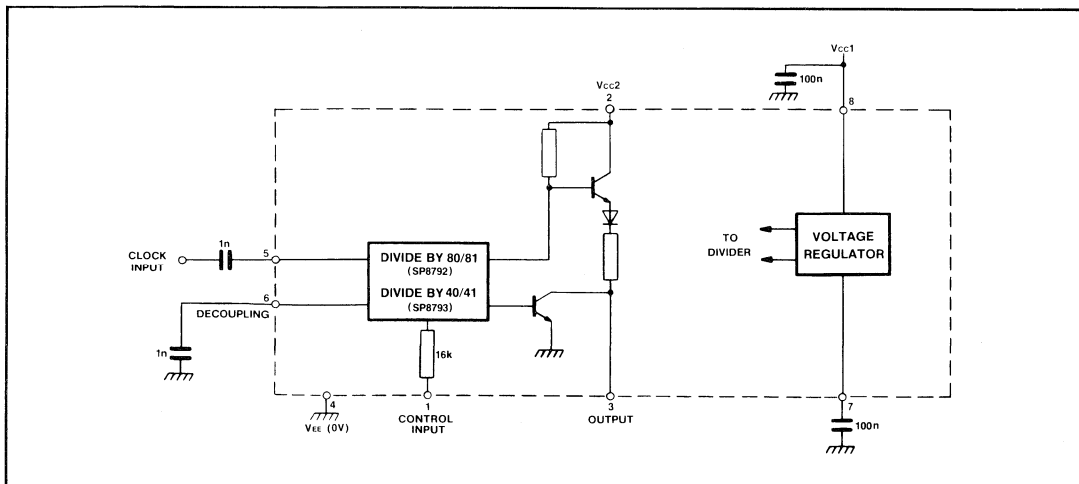 Vcc1
100n
8
Vcc2
2
1n
5
CLOCK
INPUT
DIVIDE BY 80/81
(SP8792)
DIVIDE BY 40/41
(SP8793)
TO
DIVIDER
VOLTAGE
REGULATOR
6
DECOUPLING
1n
16k
4
VEE (0V)
1
CONTROL
INPUT
3
OUTPUT
7
100n